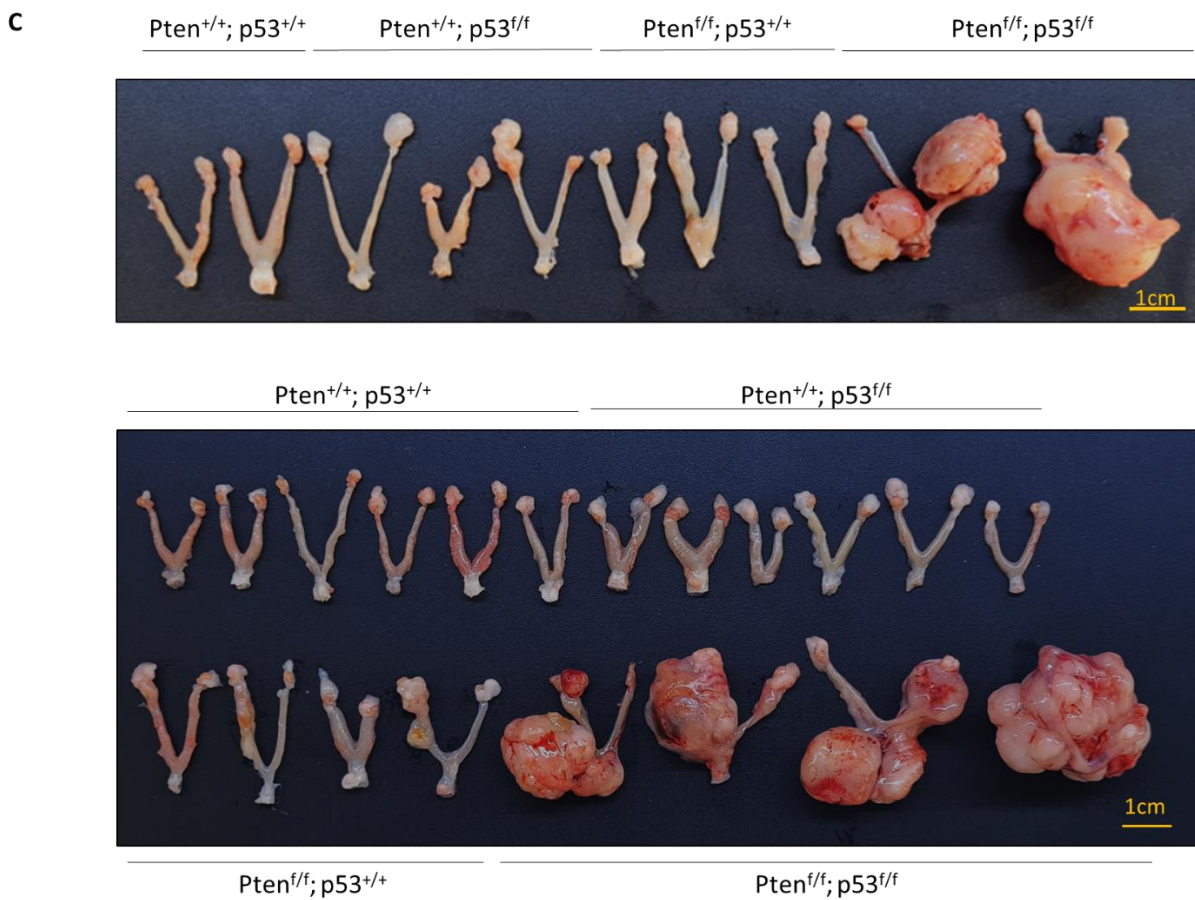 C
Pten+/+; p53+/+ Pten+/+; p53f/f Ptenf/f; p53+/+ Ptenf/f; p53f/f
1cm
Pten+/+; p53+/+ Pten+/+; p53f/f
1cm
Ptenf/f; p53+/+ Ptenf/f; p53f/f